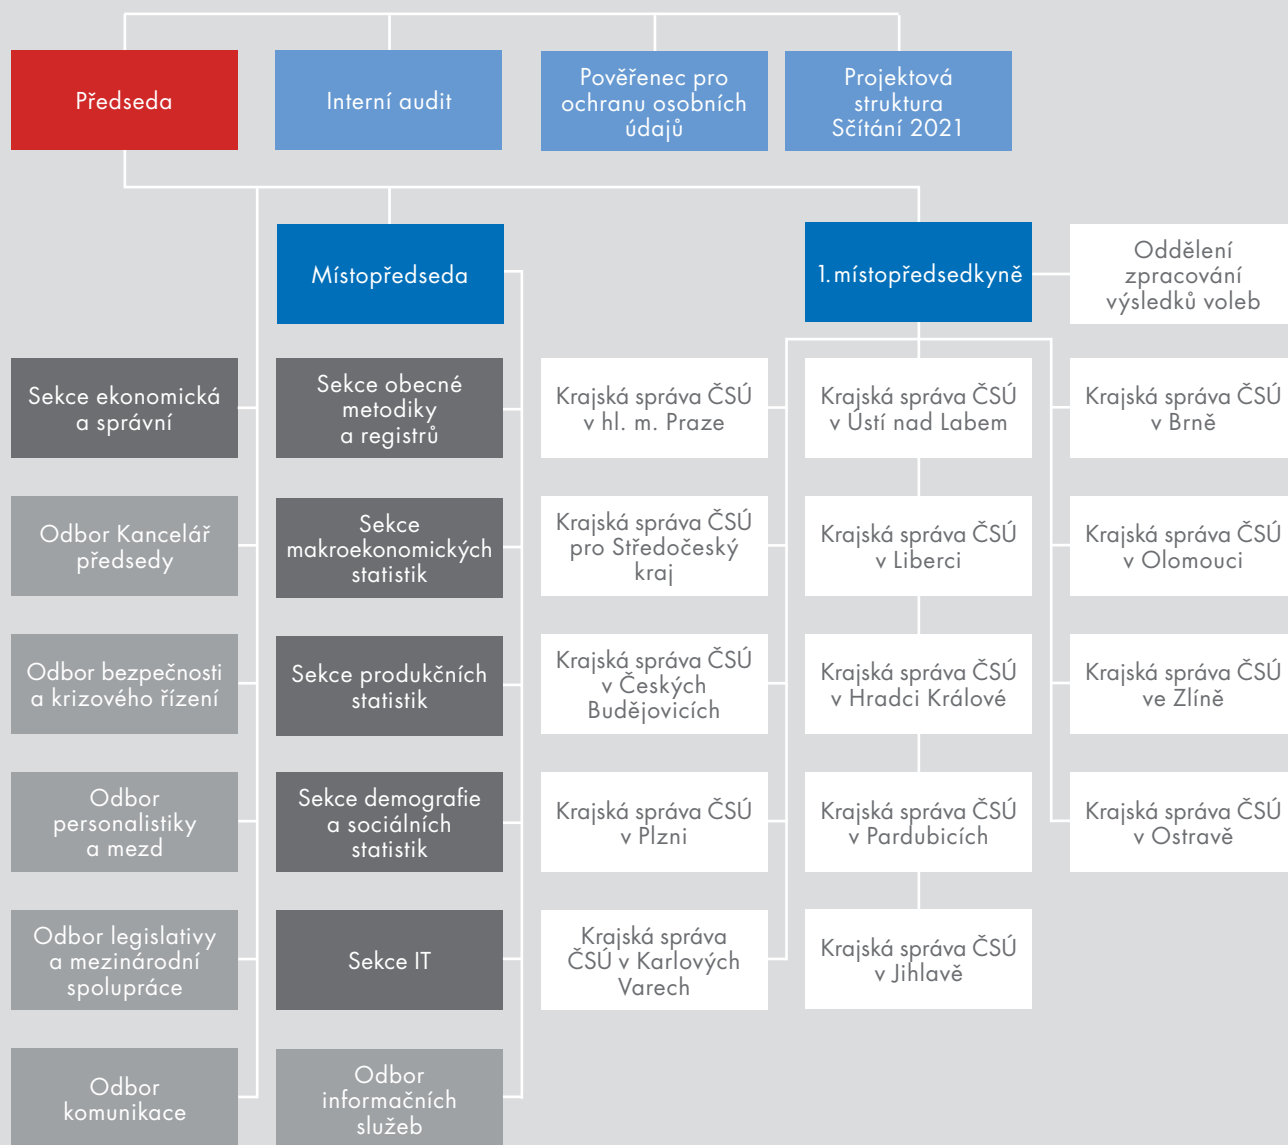 Předseda
Interní audit
Pověřenec pro
ochranu osobních
údajů
Projektová
struktura
Sčítání 2021
Místopředseda
1.místopředsedkyně
Oddělení
zpracování
výsledků voleb
Sekce ekonomická
a správní
Sekce obecné
metodiky
a registrů
Krajská správa ČSÚ
v hl. m. Praze
Krajská správa ČSÚ
v Ústí nad Labem
Krajská správa ČSÚ
v Brně
Odbor Kancelář
předsedy
Sekce
makroekonomických
statistik
Krajská správa ČSÚ
pro Středočeský
kraj
Krajská správa ČSÚ
v Liberci
Krajská správa ČSÚ
v Olomouci
Odbor bezpečnosti
a krizového řízení
Sekce produkčních
statistik
Krajská správa ČSÚ
v Českých
Budějovicích
Krajská správa ČSÚ
v Hradci Králové
Krajská správa ČSÚ
ve Zlíně
Odbor
personalistiky
a mezd
Sekce demografie
a sociálních
statistik
Krajská správa ČSÚ
v Plzni
Krajská správa ČSÚ
v Pardubicích
Krajská správa ČSÚ
v Ostravě
Odbor legislativy
a mezinárodní
spolupráce
Sekce IT
Krajská správa
ČSÚ v Karlových
Varech
Krajská správa ČSÚ
v Jihlavě
Odbor
komunikace
Odbor
informačních
služeb